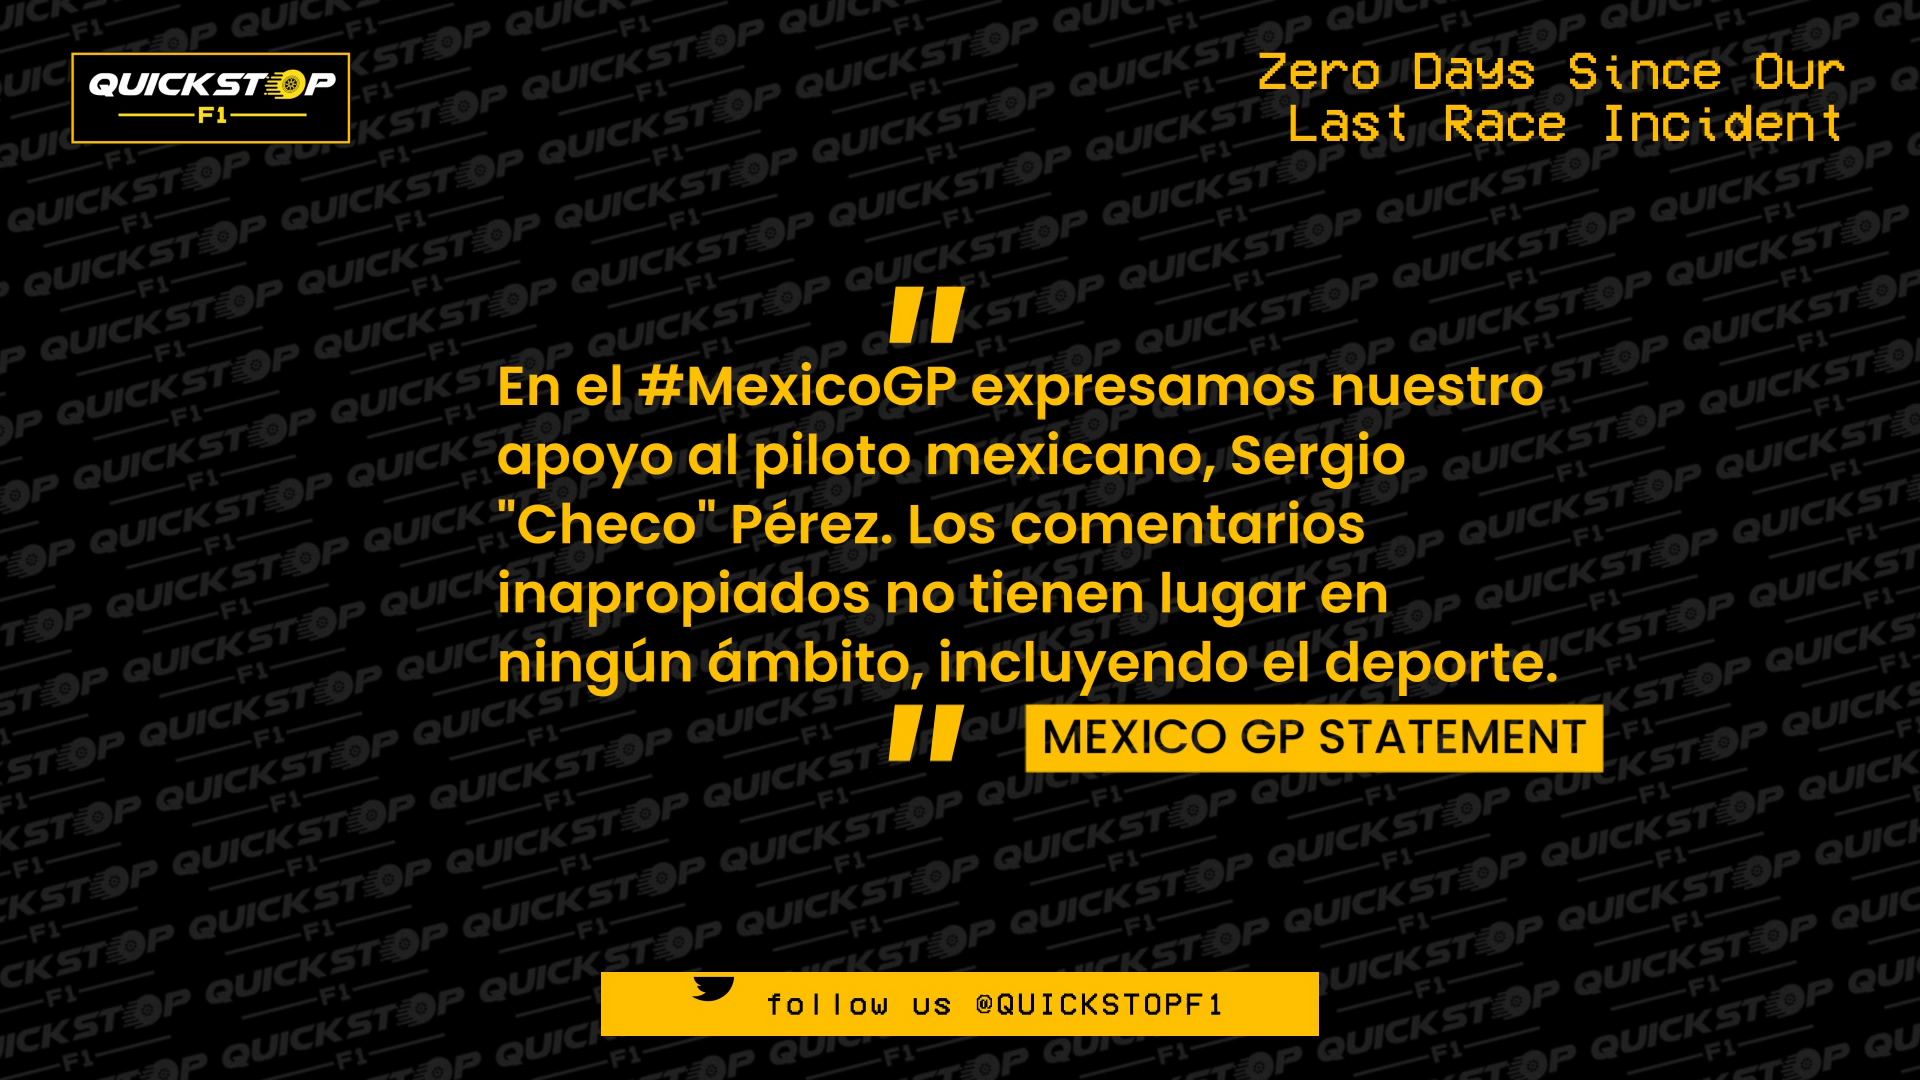 QUICKSTOP
F1
Zero Days Since Our
Last Race Incident
"
En el #MexicoGP expresamos nuestro
apoyo al piloto mexicano, Sergio
"Checo" Pérez. Los comentarios
inapropiados no tienen lugar en
ningún ámbito, incluyendo el deporte.
"
MEXICO GP STATEMENT
follow us @QUICKSTOPF1